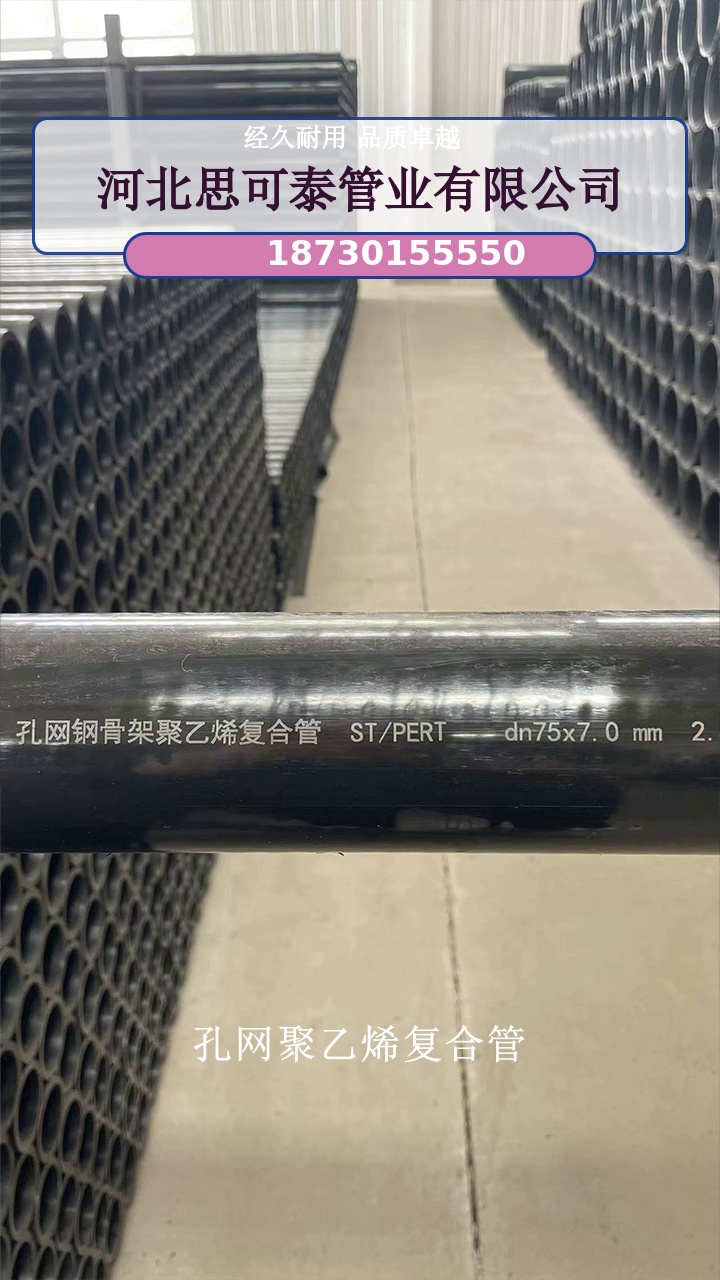 经久耐用 品质卓越
河北思可泰管业有限公司
18730155550
孔网钢骨架聚乙烯复合管 ST/PERT —— dn75x7.0 mm 2.
孔网聚乙烯复合管